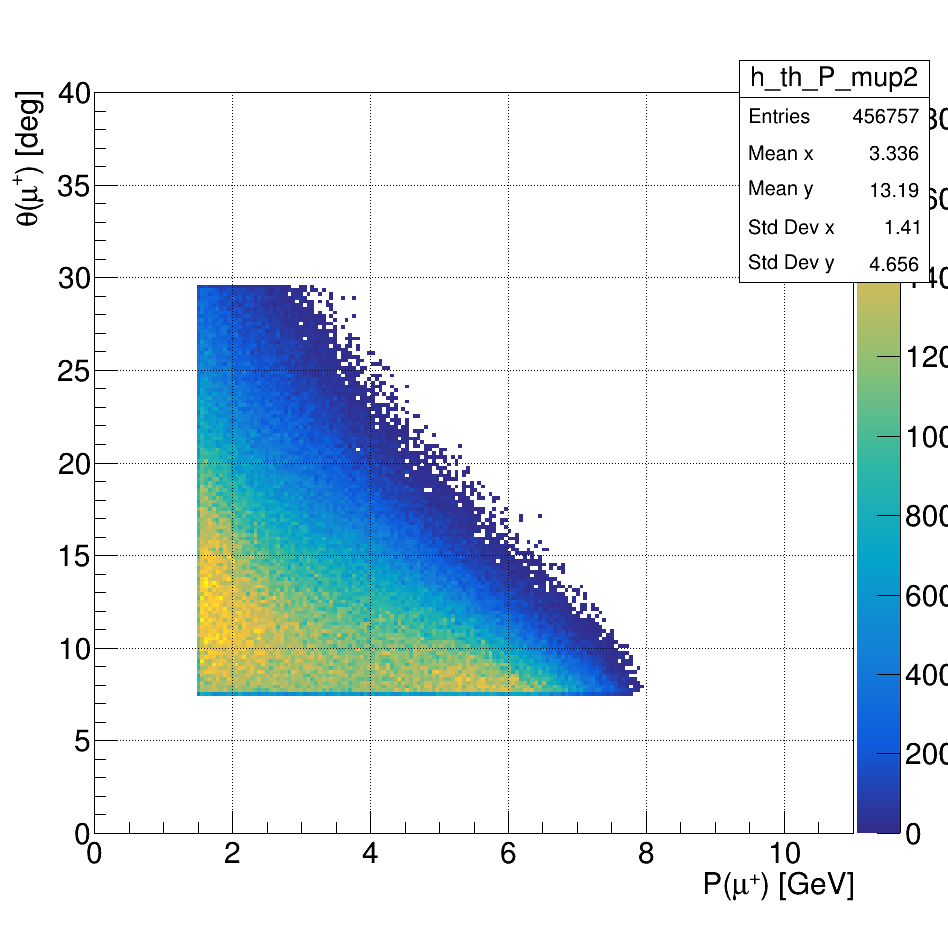 h_th_P_mup2
Entries 456757
Mean x 3.336
Mean y 13.19
Std Dev x 1.41
Std Dev y 4.656
θ(μ⁺) [deg]
40
35
30
25
20
15
10
5
0
0 2 4 6 8 10
P(μ⁺) [GeV]
120
100
800
600
400
200
0